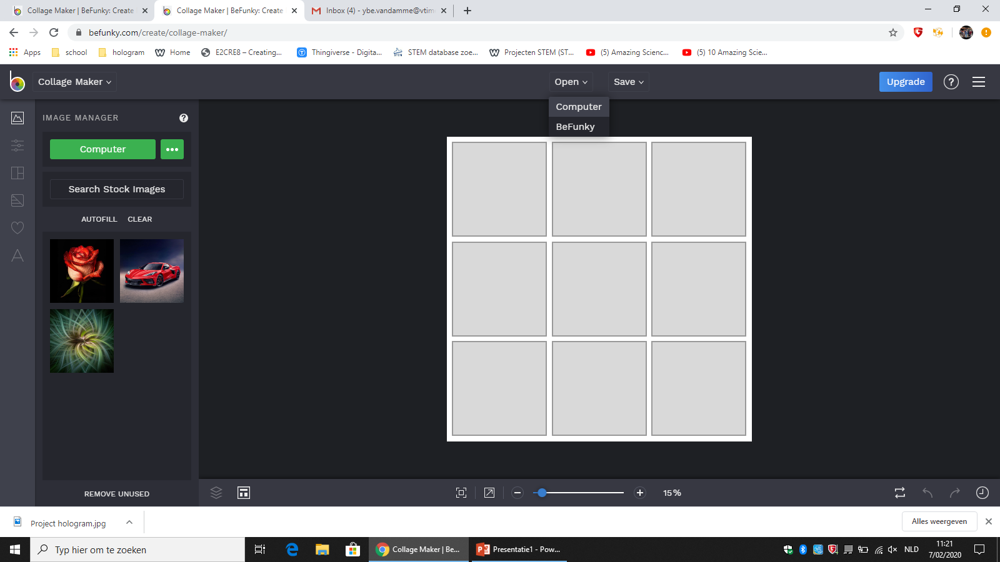 Collage Maker | BeFunky: Create
Collage Maker | BeFunky: Create
Inbox (4) - ybe.vandamme@vtim
befunky.com/create/collage-maker/
Apps
school
hologram
Home
E2CRE8 – Creating...
Thingiverse - Digita...
STEM database zoe...
Projecten STEM (ST...
(5) Amazing Scienc...
(5) 10 Amazing Scie...
Collage Maker
Open
Save
Upgrade
?
Computer
BeFunky
IMAGE MANAGER
?
Computer
Search Stock Images
AUTOFILL CLEAR
REMOVE UNUSED
15 %
Project hologram.jpg
Alles weergeven
Typ hier om te zoeken
Collage Maker | Be...
Presentatie1 - Pow...
NLD
11:21
7/02/2020